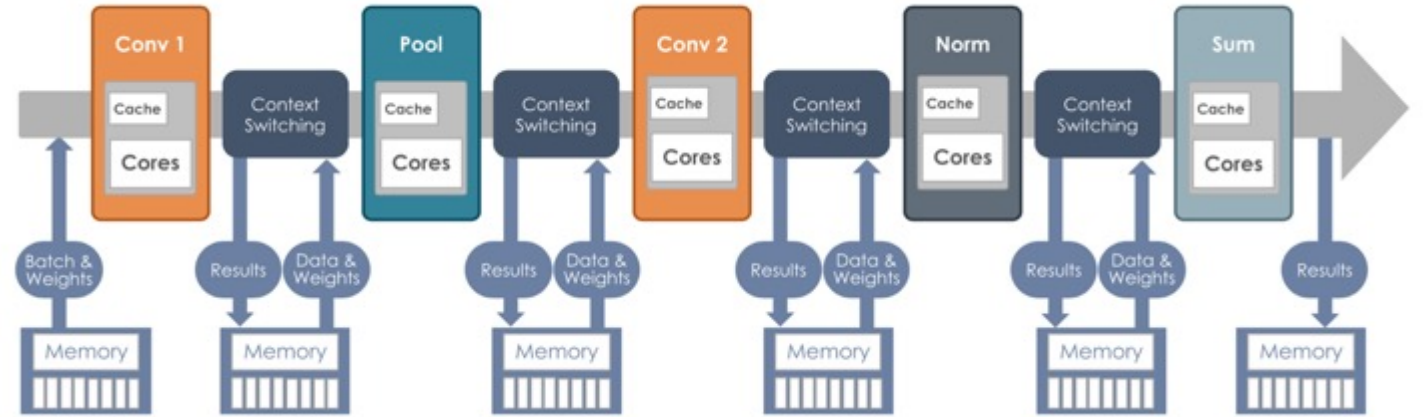 Conv 1
Pool
Conv 2
Norm
Sum
Cache
Cores
Context
Switching
Cache
Cores
Context
Switching
Cache
Cores
Context
Switching
Cache
Cores
Context
Switching
Cache
Cores
Batch &
Weights
Results
Data &
Weights
Results
Data &
Weights
Results
Data &
Weights
Results
Data &
Weights
Results
Memory
Memory
Memory
Memory
Memory
Memory